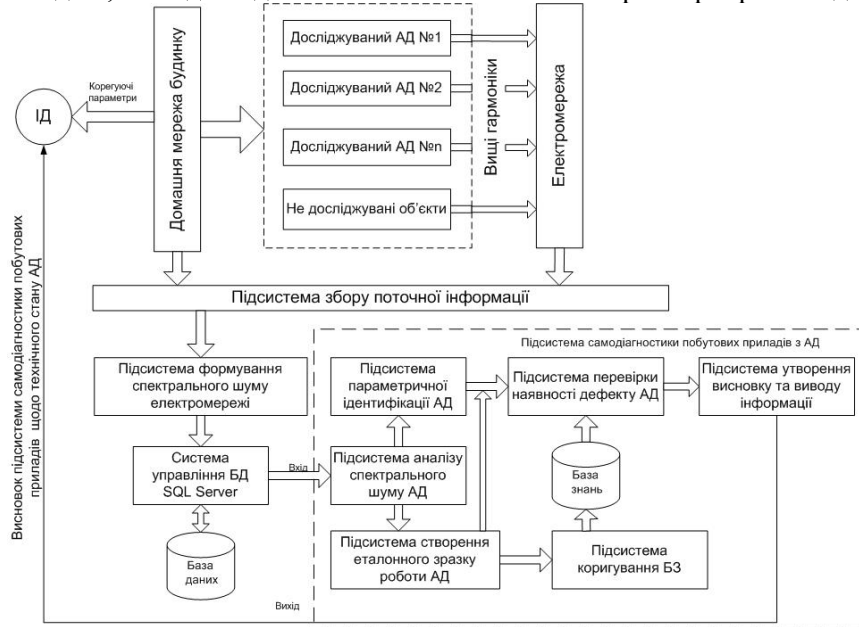 Корегуючі
параметри
ІД
Домашня мережа будинку
Досліджуваний АД №1
Досліджуваний АД №2
Досліджуваний АД №n
Не досліджувані об’єкти
Вищі гармоніки
Електромережа
Висновок підсистеми самодіагностики побутових
приладів щодо технічного стану АД
Підсистема збору поточної інформації
Підсистема самодіагностики побутових приладів з АД
Підсистема формування
спектрального шуму
електромережі
Підсистема
параметричної
ідентифікації АД
Підсистема перевірки
наявності дефекту АД
Підсистема утворення
висновку та виводу
інформації
Система
управління БД
SQL Server
Вхід
Підсистема аналізу
спектрального
шуму АД
База
знань
База
даних
Підсистема створення
еталонного зразку
роботи АД
Підсистема
коригування БЗ
Вихід